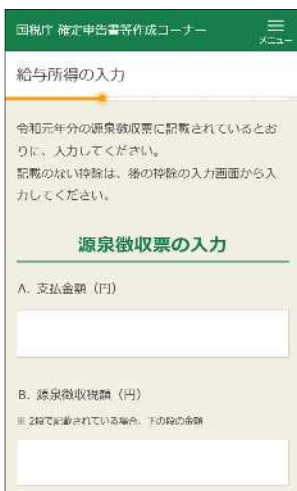 国税庁 確定申告書等作成コーナー
メニュー
給与所得の入力
令和元年分の源泉徴収票に記載されているとお
りに、入力してください。
記載のない控除は、後の控除の入力画面から入
力してください。
源泉徴収票の入力
A. 支払金額（円）
B. 源泉徴収税額（円）
※ 2段で記載されている場合、下の段の金額